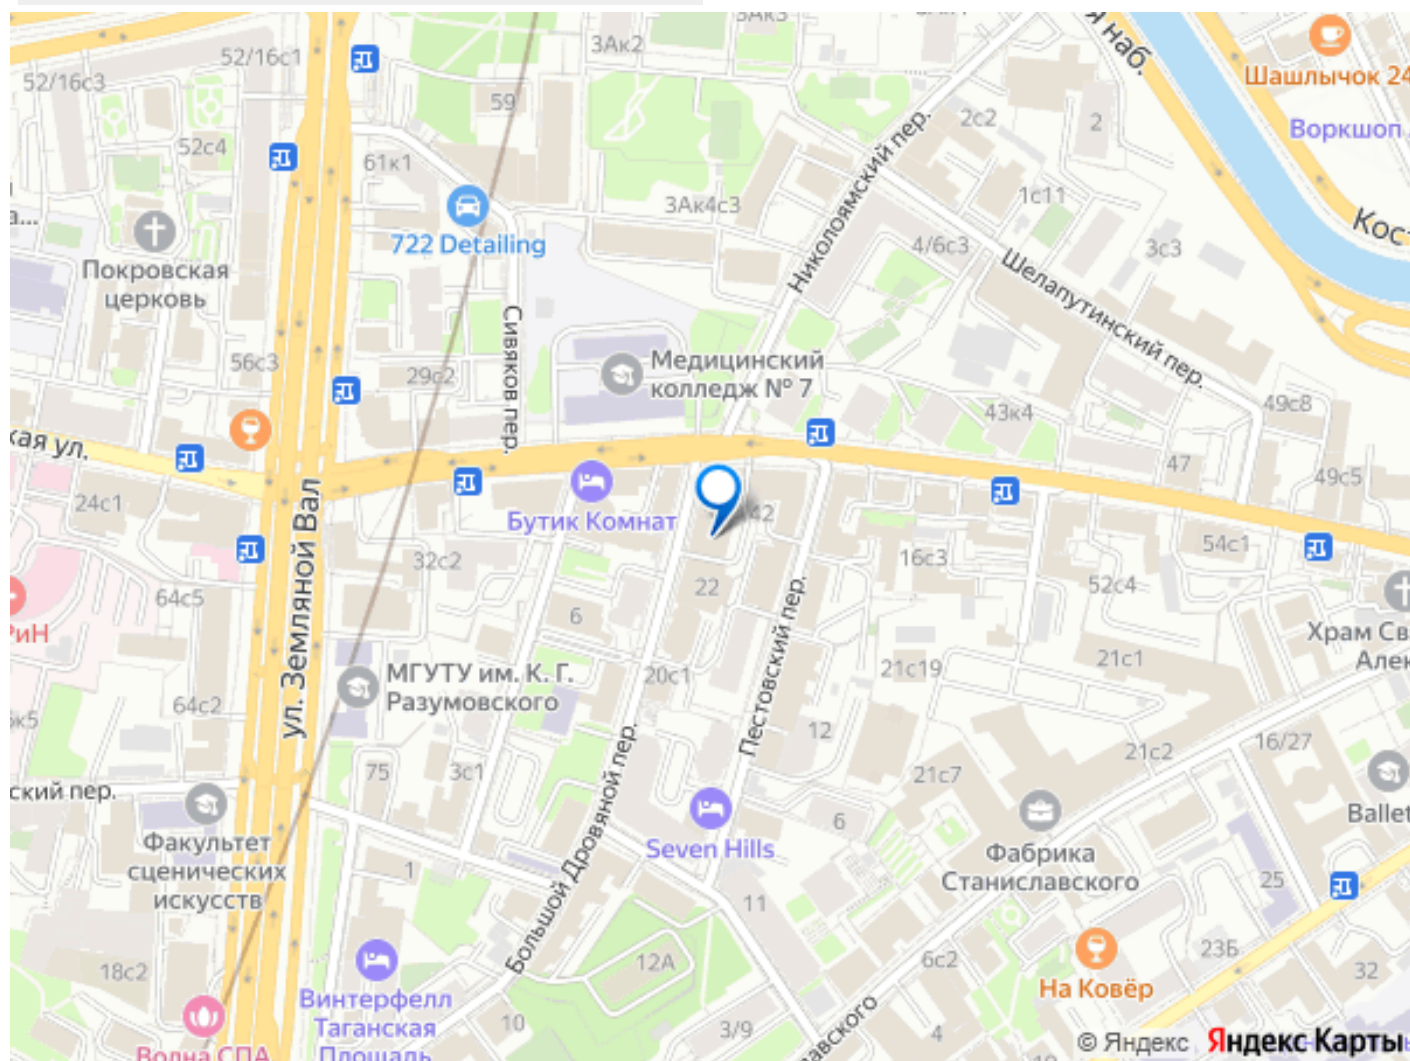 3Ак3
52/16с1
3Ак2
я наб.
52/16с3
Шашлычок 24
59
2с2
2
Воркшоп
52с4
61к1
3Ак4с3
Николоямский пер.
1с11
Кос
722 Detailing
4/6с3
3с3
Покровская
церковь
Шелапутинский пер.
Сивяков пер.
56с3
29с2
Медицинский
колледж № 7
43к4
49с8
кая ул.
47
49с5
24с1
ул. Земляной Вал
Бутик Комнат
42
32с2
16с3
54с1
64с5
22
52с4
РиН
6
Пестовский пер.
Храм Св
Алек
МГУТУ им. К. Г.
Разумовского
20с1
21с19
21с1
64с2
к5
12
21с2
16/27
75
3с1
21с7
ский пер.
Большой Дровяной пер.
6
Ballet
Факультет
сценических
искусств
Seven Hills
Фабрика
Станиславского
1
25
11
23Б
18с2
12А
6с2
32
Винтерфелл
Таганская
Площадь
На Ковёр
10
3/9
авского
4
Волна СПА
© Яндекс Яндекс Карты